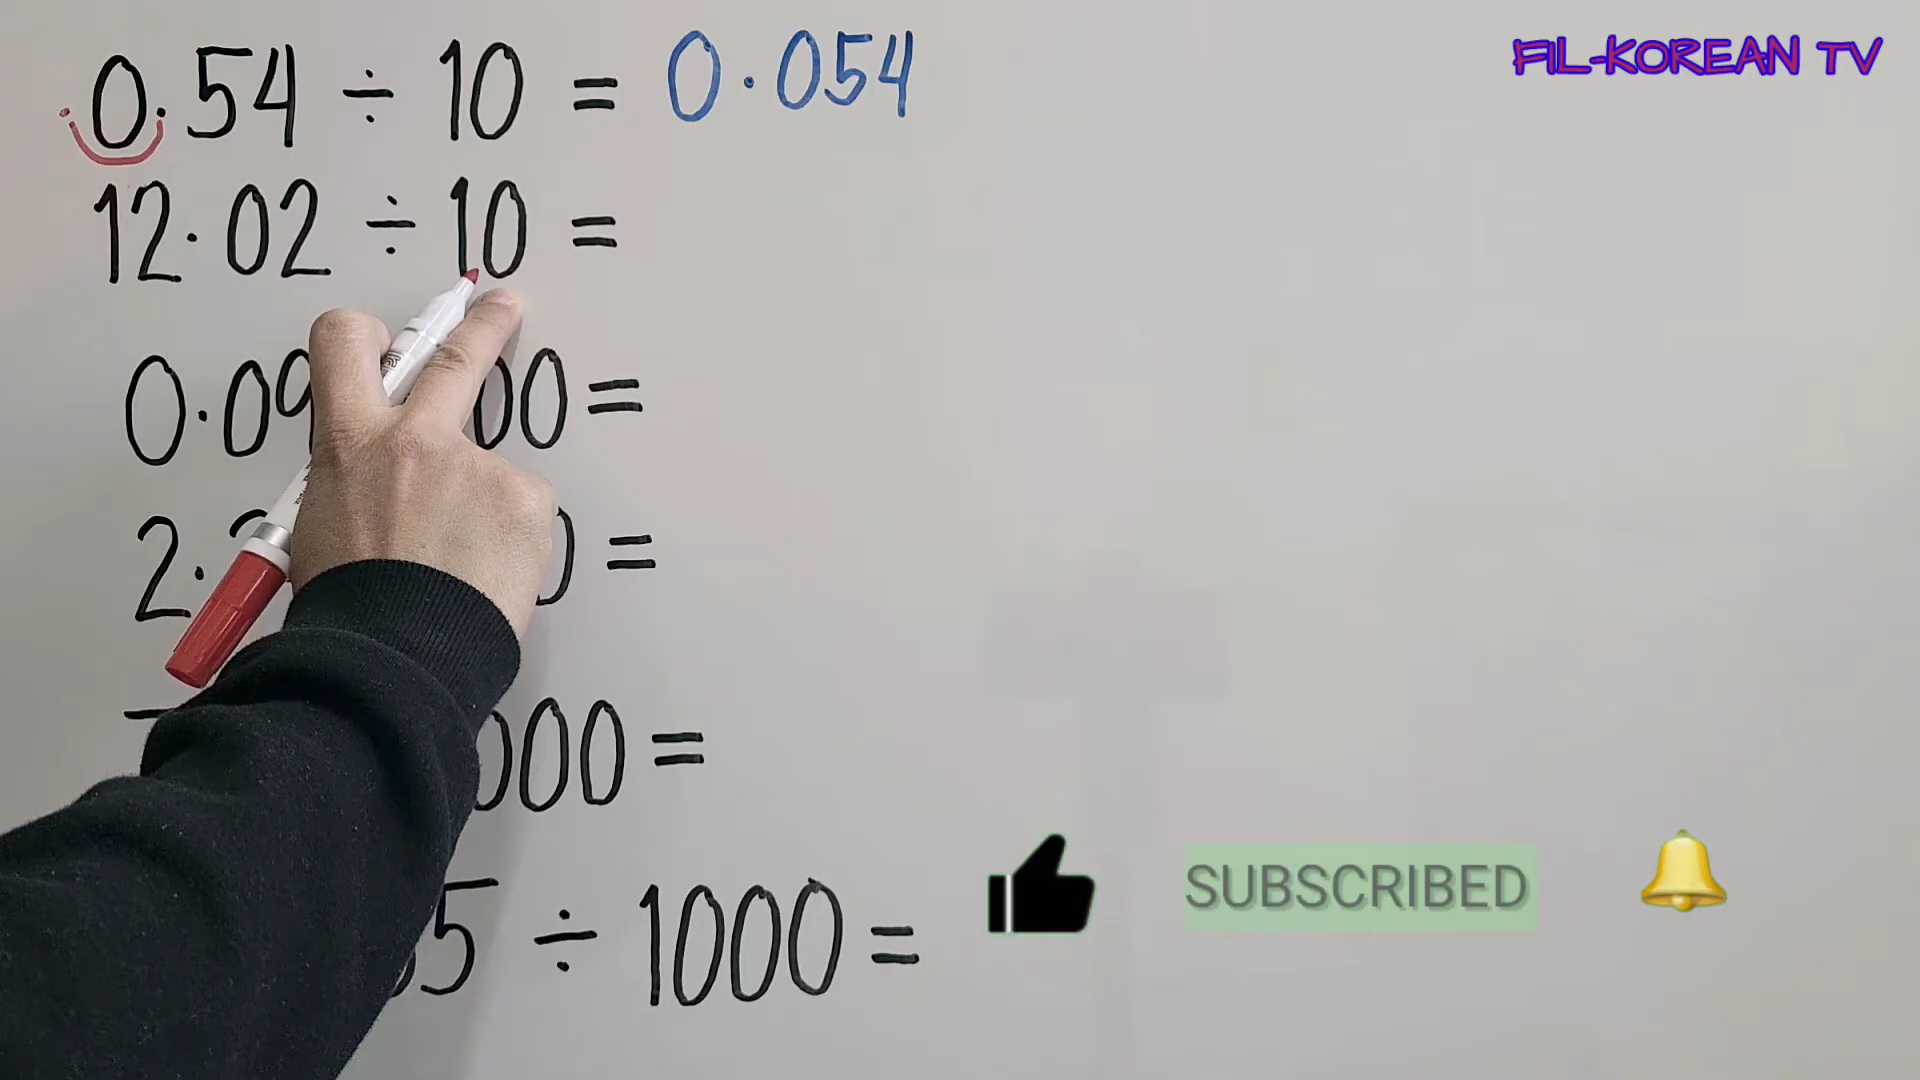 FIL-KOREAN TV
0.54 ÷ 10 = 0.054
12.02 ÷ 10 =
0.09 00 =
2. 0 =
000 =
5 ÷ 1000 =
SUBSCRIBED